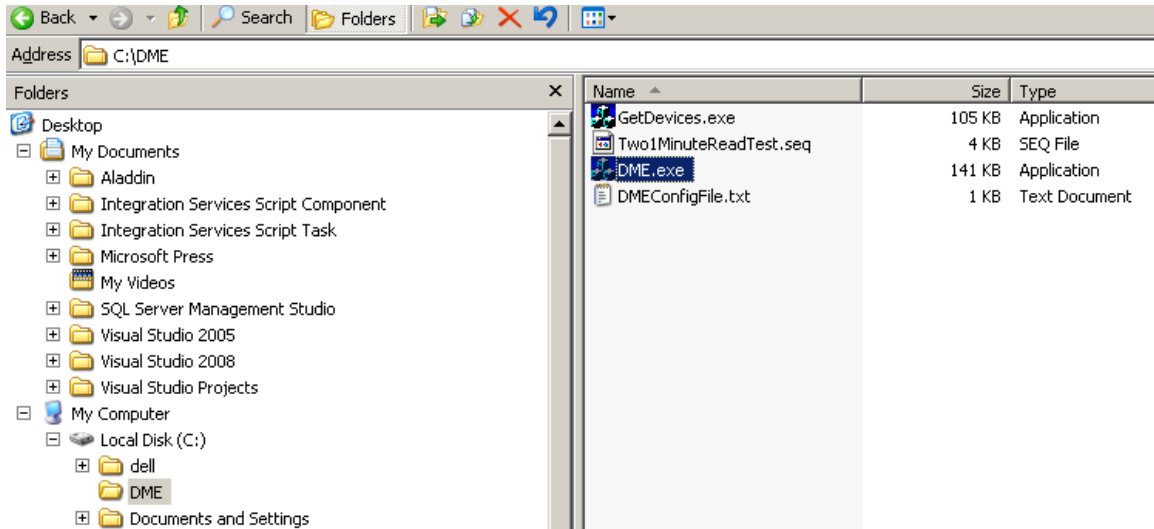 Back Search Folders
Address C:\DME
Folders
Desktop
My Documents
Aladdin
Integration Services Script Component
Integration Services Script Task
Microsoft Press
My Videos
SQL Server Management Studio
Visual Studio 2005
Visual Studio 2008
Visual Studio Projects
My Computer
Local Disk (C:)
dell
DME
Documents and Settings
Name Size Type
GetDevices.exe 105 KB Application
Two1MinuteReadTest.seq 4 KB SEQ File
DME.exe 141 KB Application
DMEConfigFile.txt 1 KB Text Document